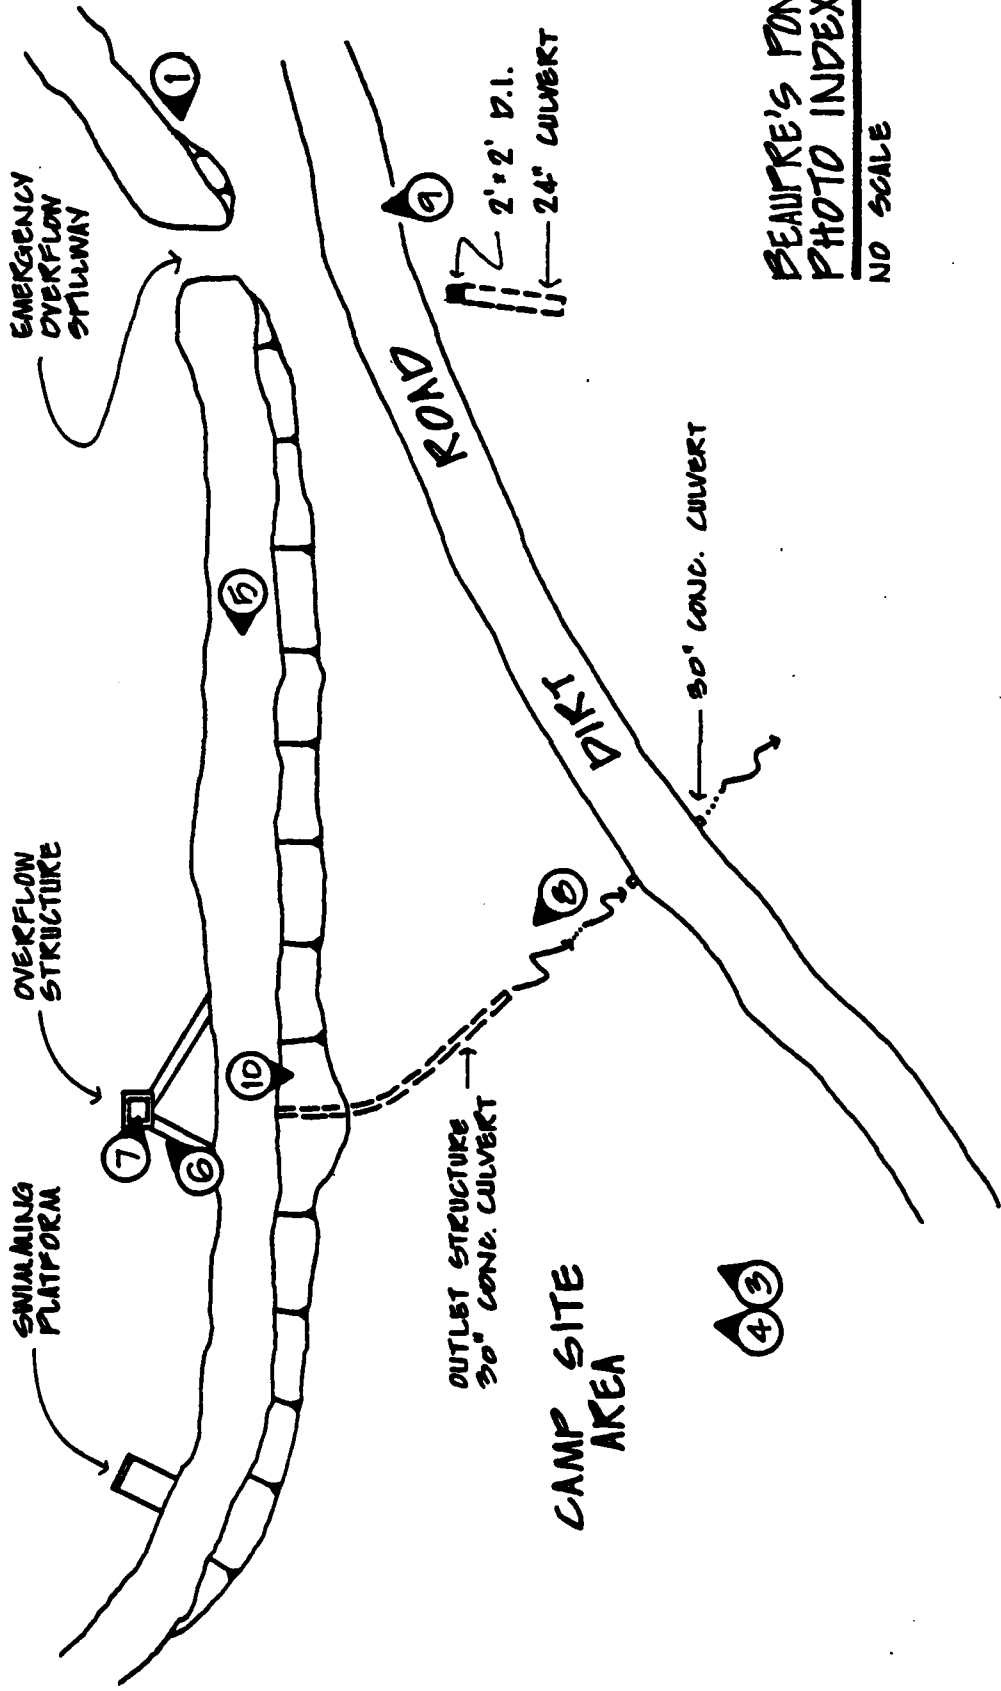 SWIMMING
PLATFORM
OVERFLOW
STRUCTURE
EMERGENCY
OVERFLOW
SPILLWAY
7
1
6
5
10
9
ROAD
2'x2' D.I.
24" CULVERT
OUTLET STRUCTURE
30" CONC. CULVERT
8
DIRT
CAMP SITE
AREA
30" CONC. CULVERT
4
3
BEAUPRE'S PON
PHOTO INDEX
NO SCALE